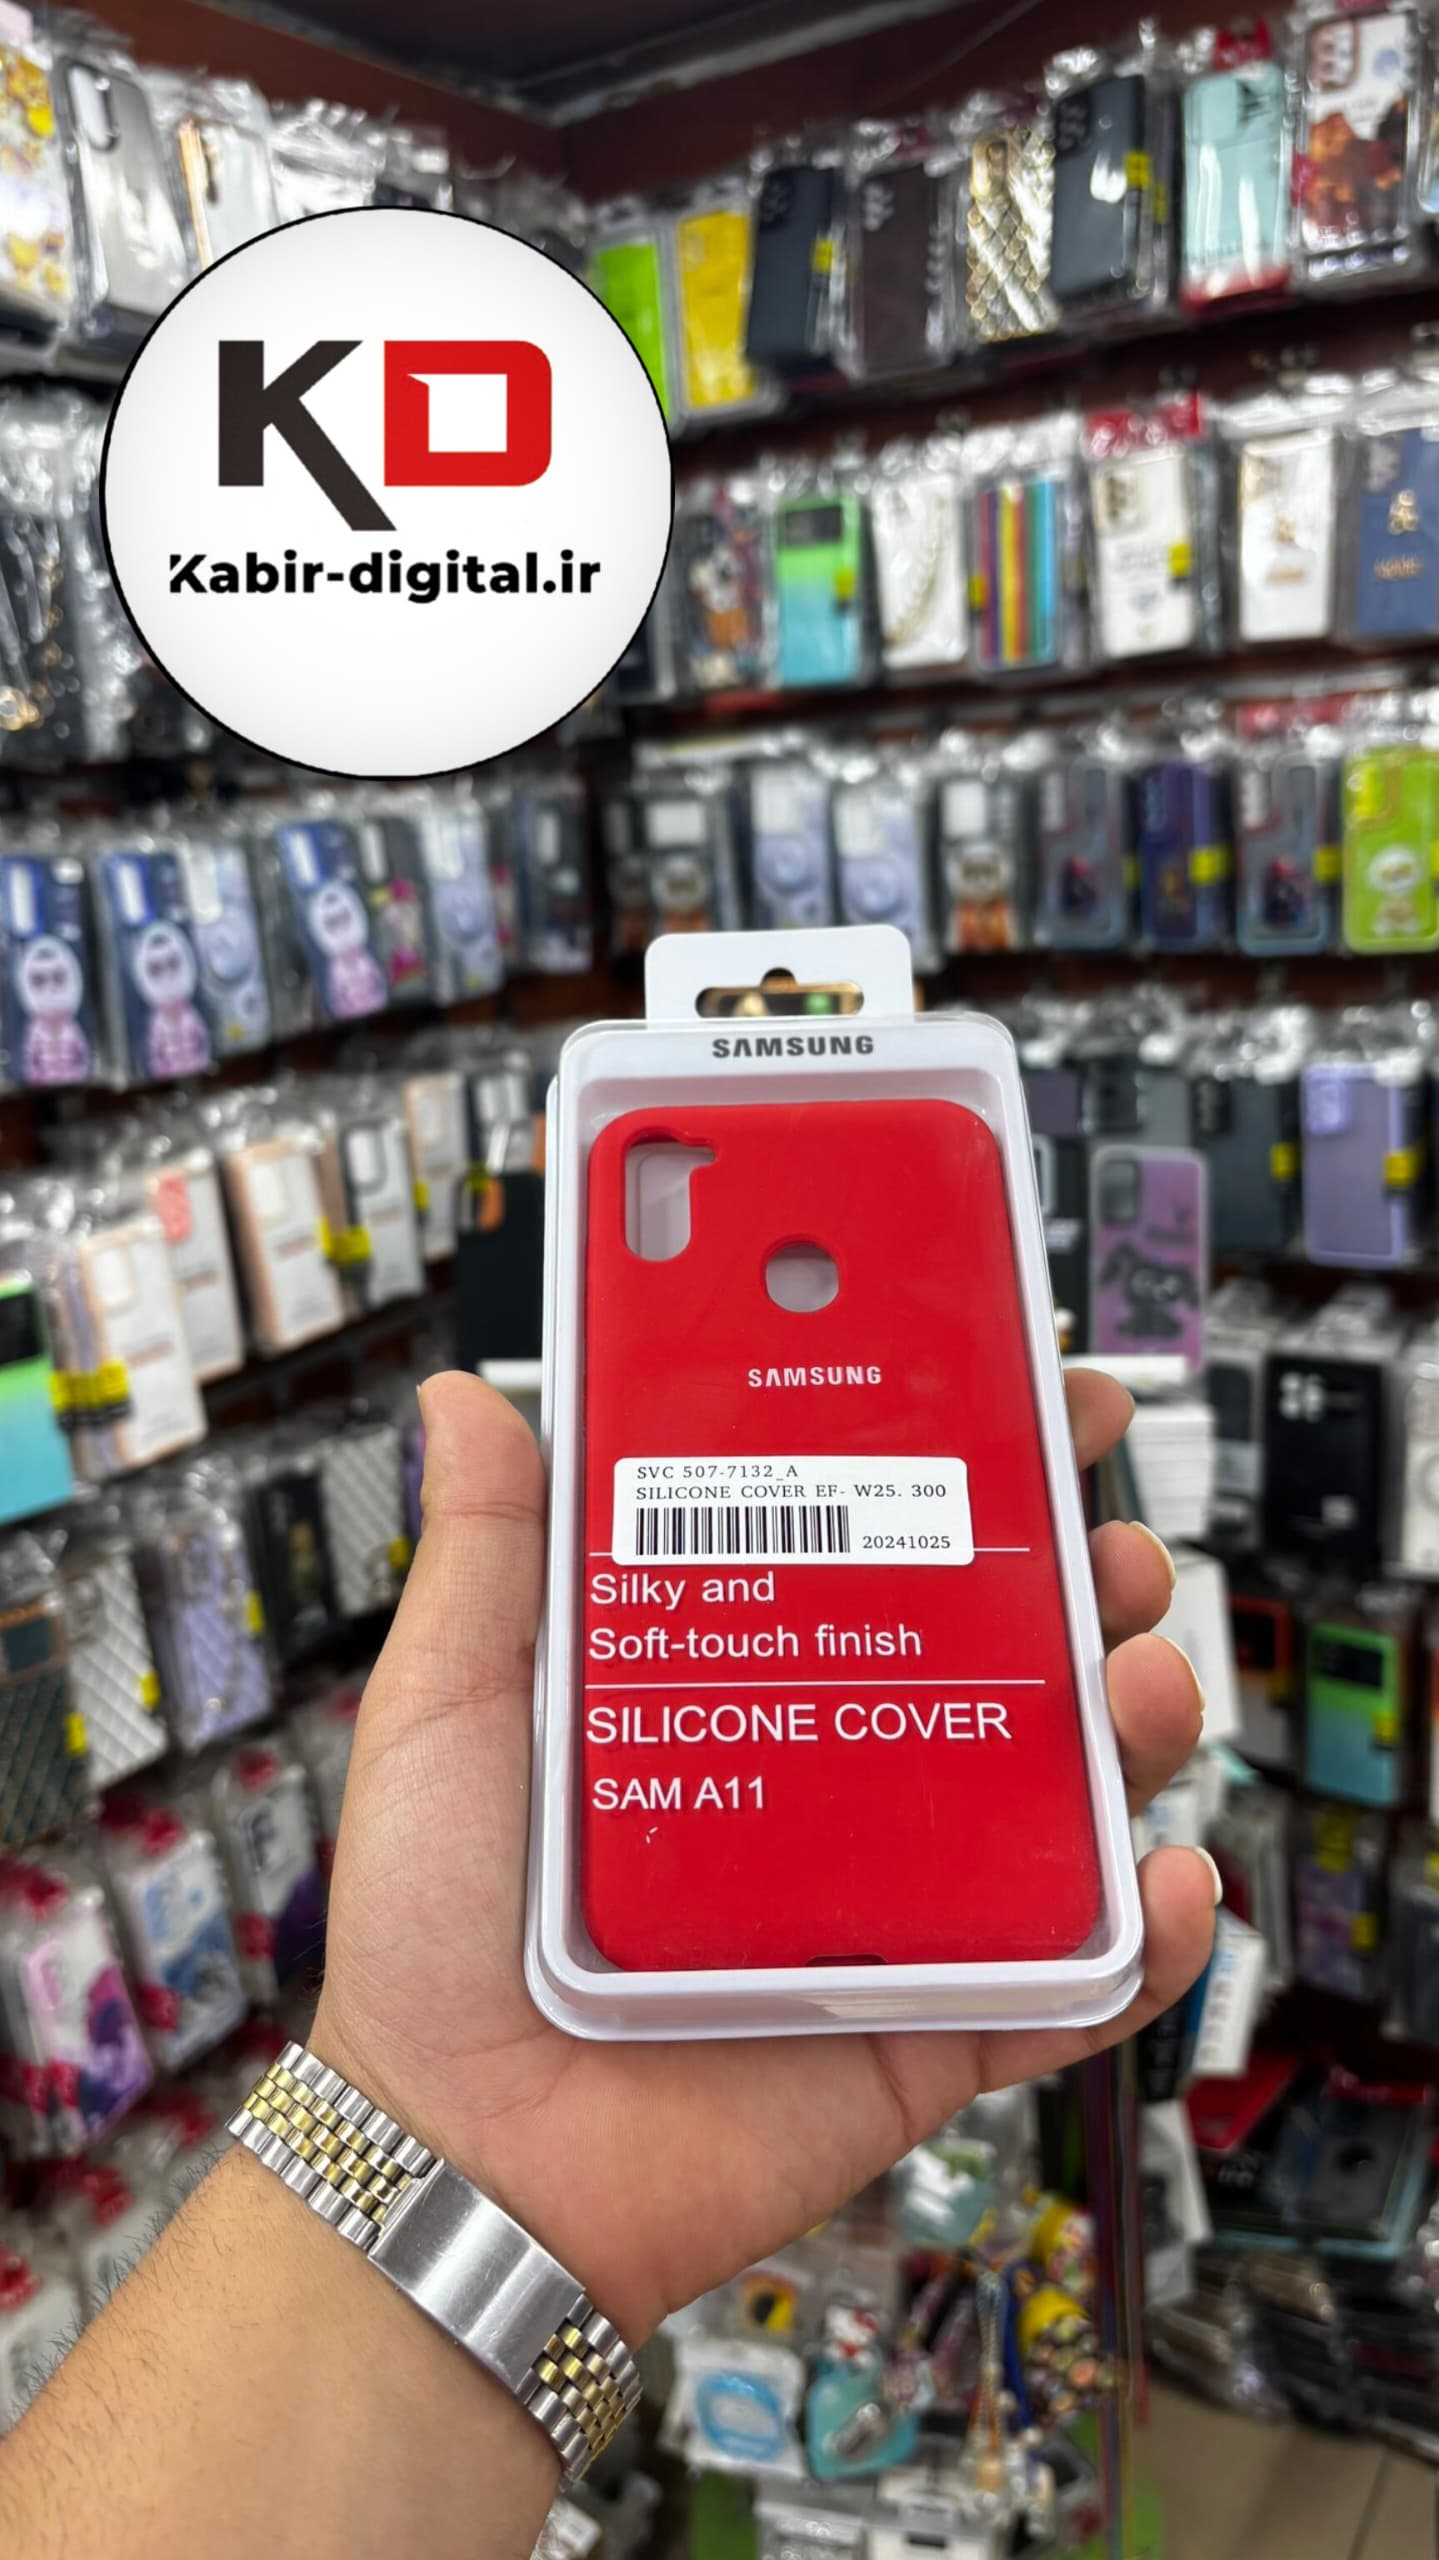 KD
Kabir-digital.ir
SAMSUNG
SAMSUNG
SVC 507-7132_A
SILICONE COVER EF- W25. 300
20241025
Silky and
Soft-touch finish
SILICONE COVER
SAM A11